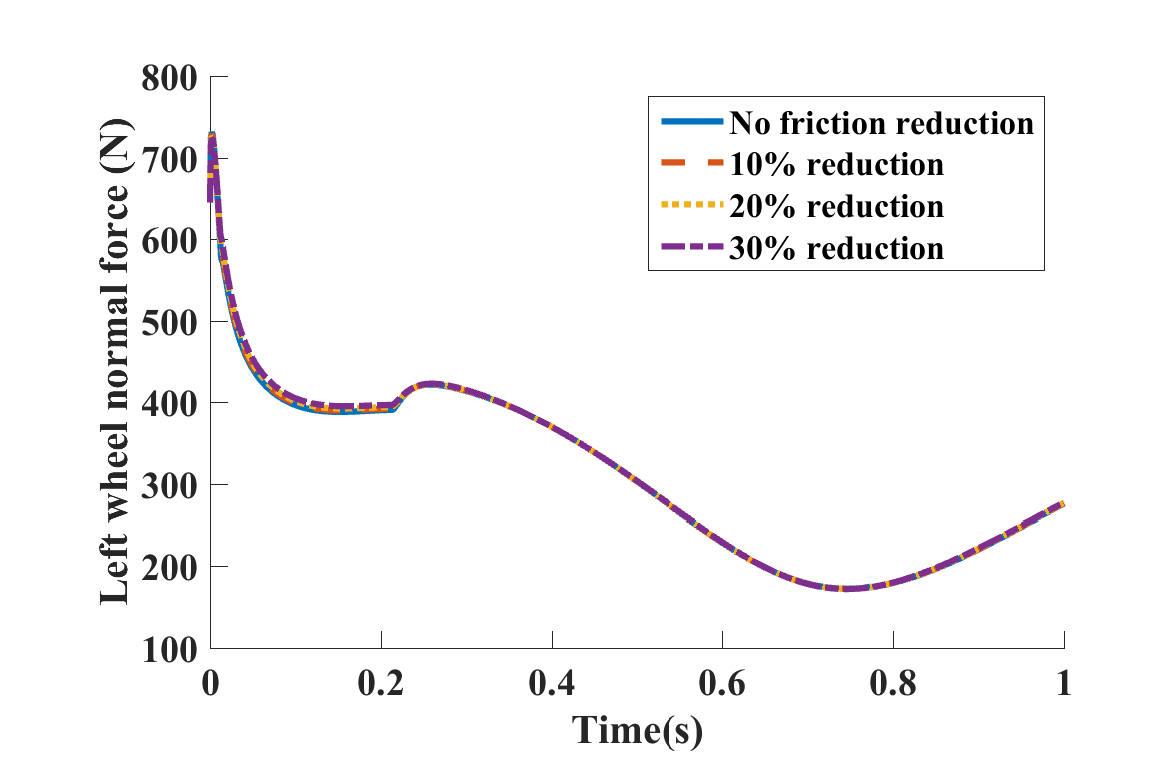 800
700
600
500
400
300
200
100
0
0.2
0.4
0.6
0.8
1
Left wheel normal force (N)
Time(s)
No friction reduction
10% reduction
20% reduction
30% reduction